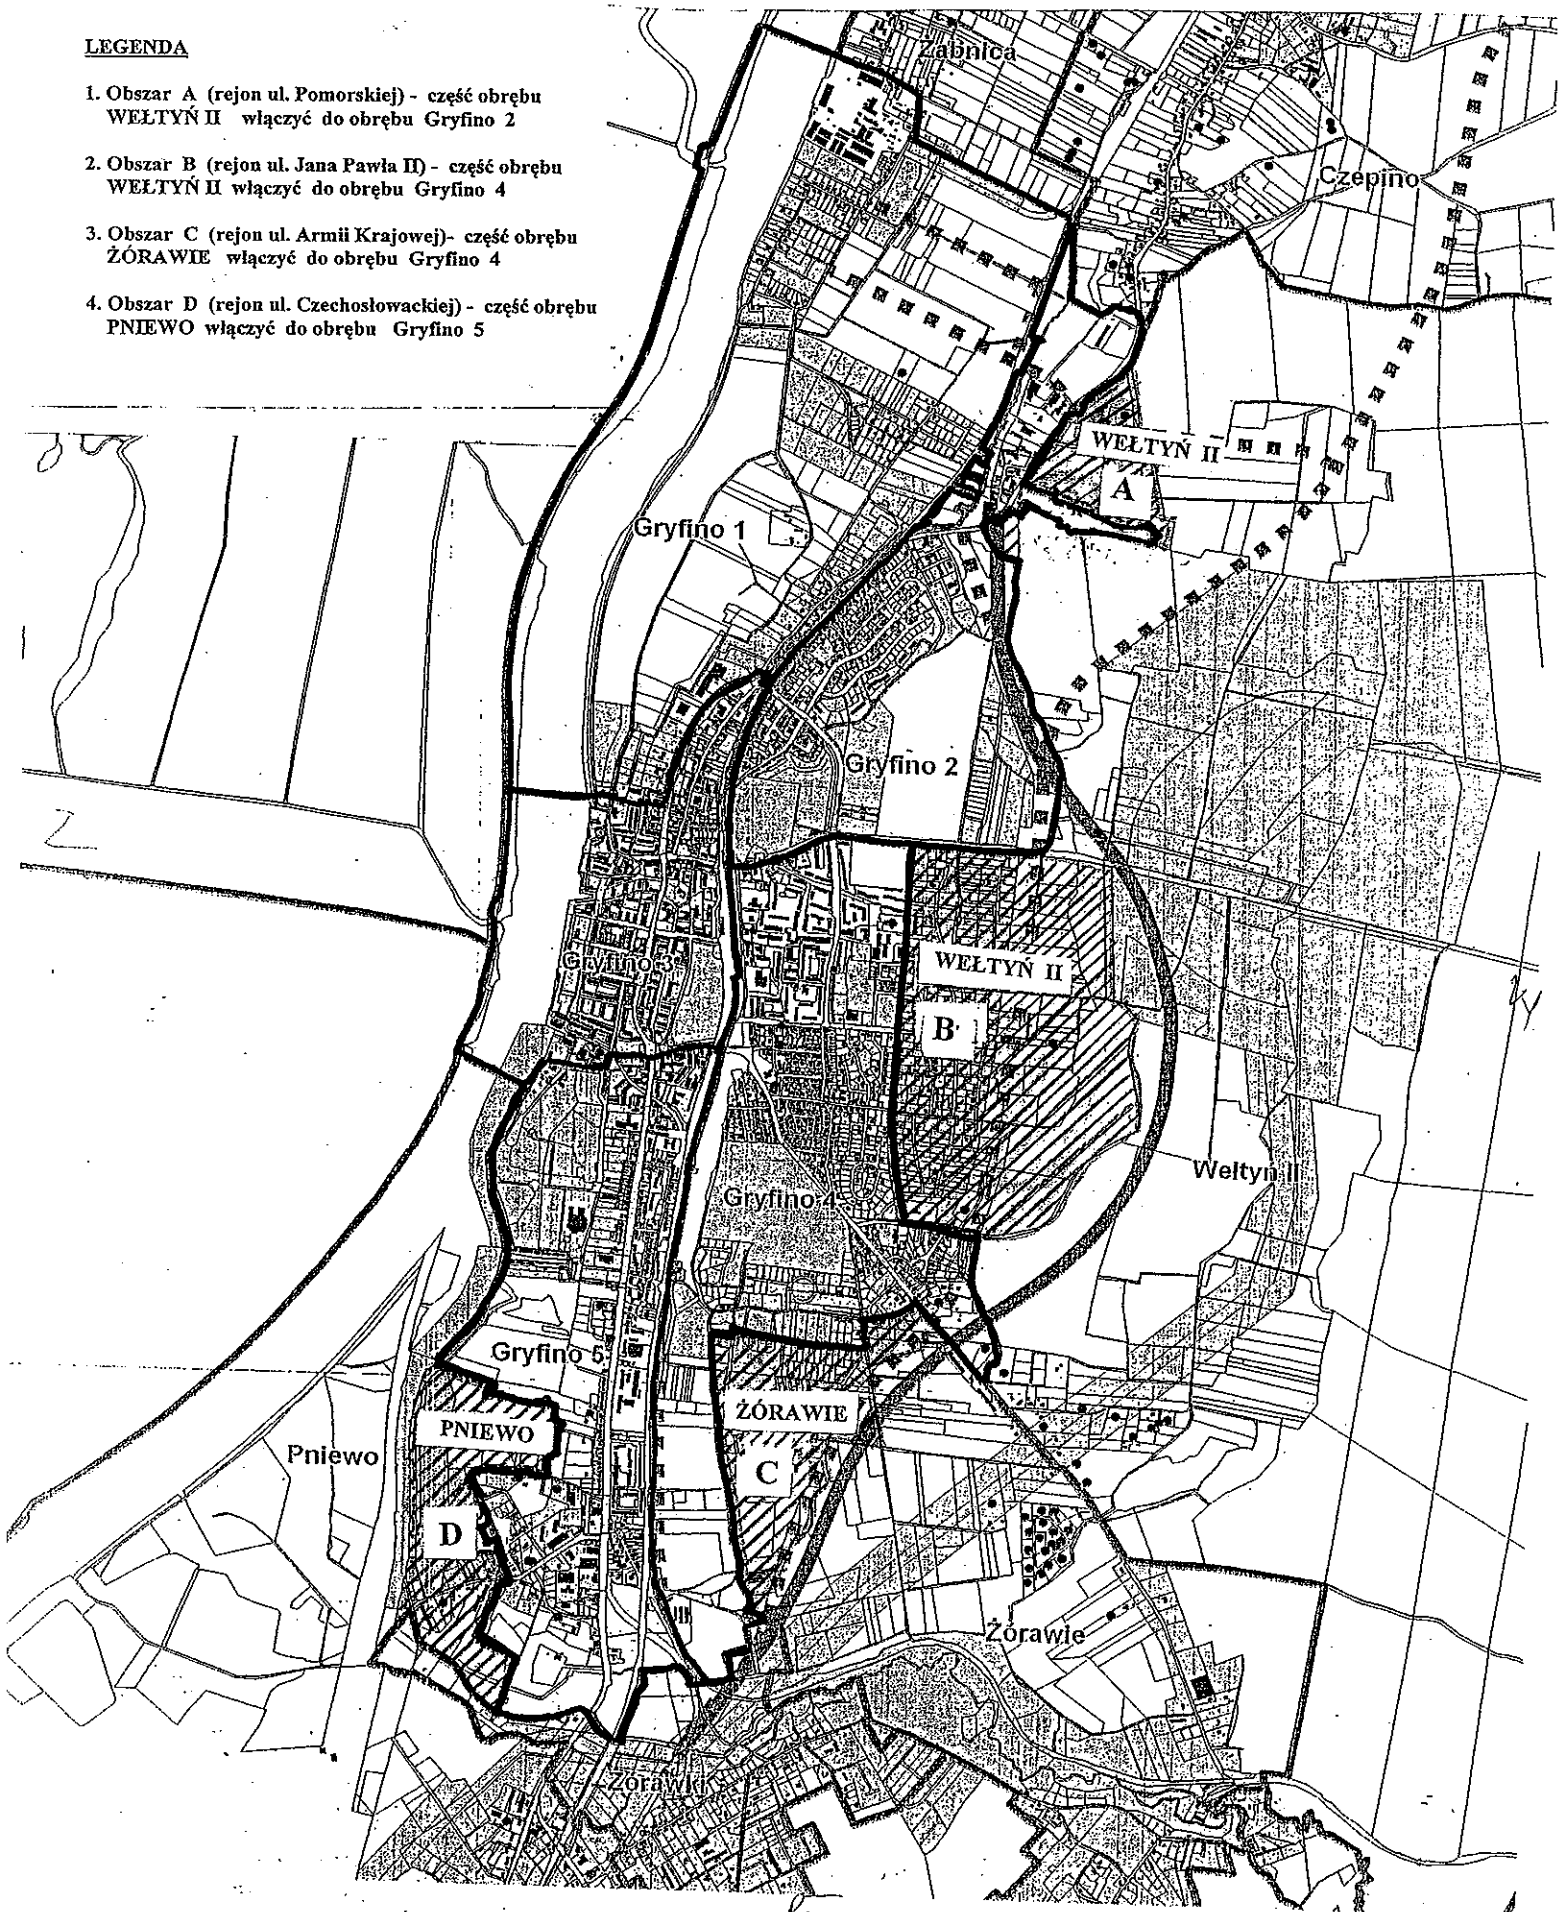 LEGENDA
1. Obszar A (rejon ul. Pomorskiej) - część obrębu
WEŁTYŃ II włączyć do obrębu Gryfino 2
2. Obszar B (rejon ul. Jana Pawła II) - część obrębu
WEŁTYŃ II włączyć do obrębu Gryfino 4
3. Obszar C (rejon ul. Armii Krajowej)- część obrębu
ŻÓRAWIE włączyć do obrębu Gryfino 4
4. Obszar D (rejon ul. Czechosłowackiej) - część obrębu
PNIEWO włączyć do obrębu Gryfino 5
Żabnica
Czepino
WEŁTYŃ II
A
Gryfino 1
Gryfino 2
Gryfino 3
WEŁTYŃ II
B
Wełtyń II
Gryfino 4
Gryfino 5
ŻÓRAWIE
PNIEWO
Pniewo
C
D
Żórawie
Żórawki